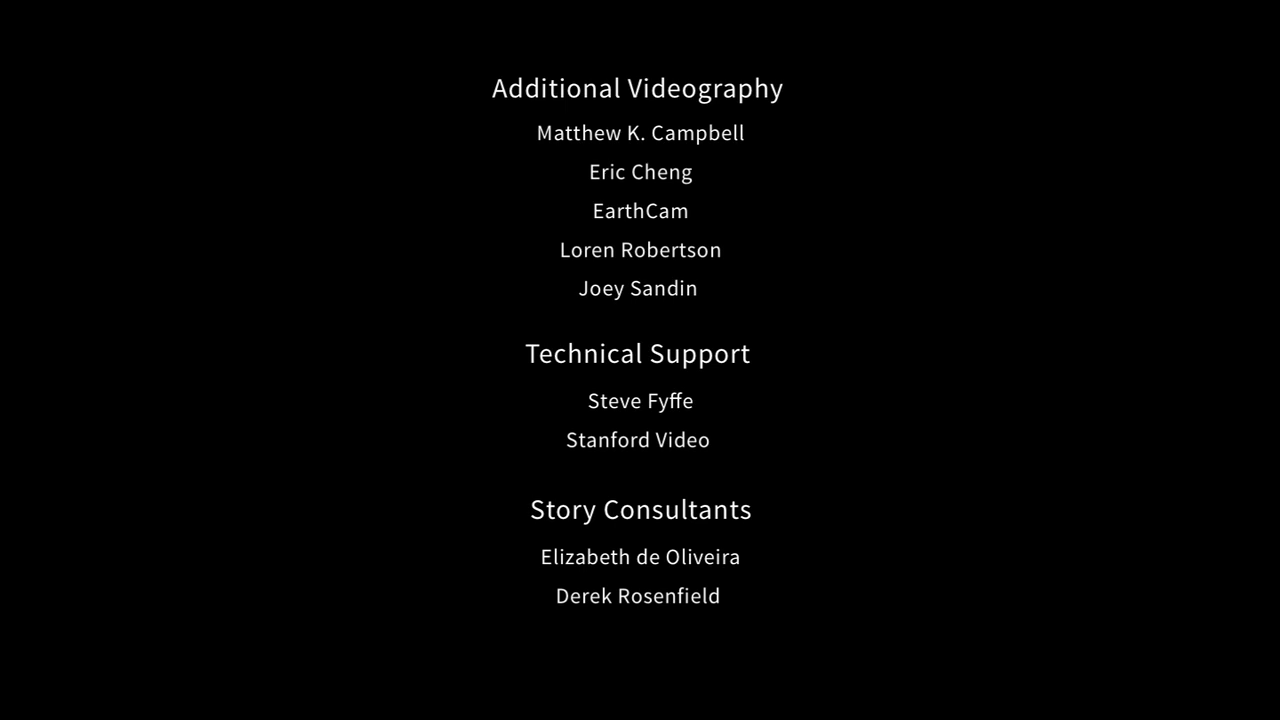 Additional Videography
Matthew K. Campbell
Eric Cheng
EarthCam
Loren Robertson
Joey Sandin
Technical Support
Steve Fyffe
Stanford Video
Story Consultants
Elizabeth de Oliveira
Derek Rosenfield